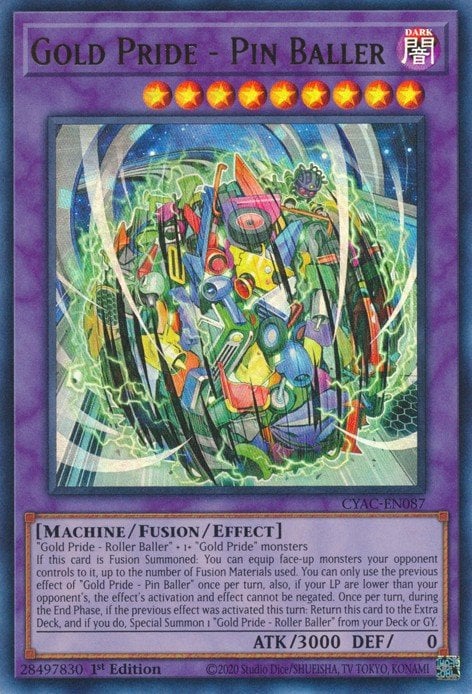 GOLD PRIDE - PIN BALLER
DARK
闇
CYAC-EN087
[MACHINE/FUSION/EFFECT]
"Gold Pride - Roller Baller" + 1+ "Gold Pride" monsters
If this card is Fusion Summoned: You can equip face-up monsters your opponent
controls to it, up to the number of Fusion Materials used. You can only use the previous
effect of "Gold Pride - Pin Baller" once per turn, also, if your LP are lower than your
opponent's, the effect's activation and effect cannot be negated. Once per turn, during
the End Phase, if the previous effect was activated this turn: Return this card to the Extra
Deck, and if you do, Special Summon 1 "Gold Pride - Roller Baller" from your Deck or GY.
ATK/3000 DEF/ 0
28497830 1st Edition ©2020 Studio Dice/SHUEISHA, TV TOKYO, KONAMI